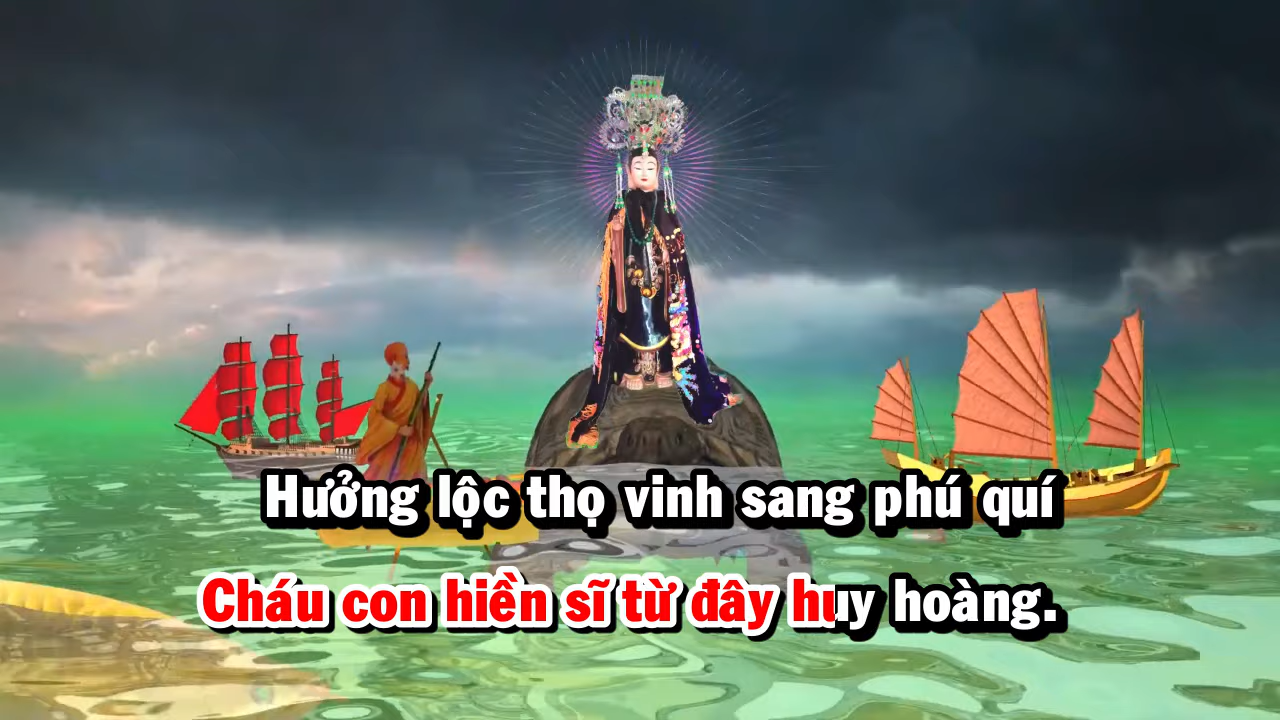 Hưởng lộc thọ vinh sang phú quí
Cháu con hiền sĩ từ đây huy hoàng.